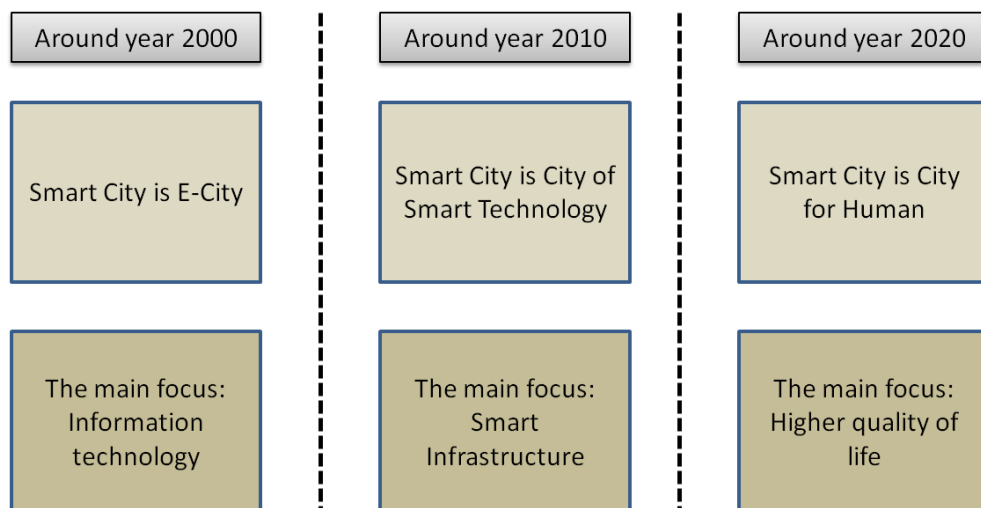 Around year 2000
Around year 2010
Around year 2020
Smart City is E-City
Smart City is City of
Smart Technology
Smart City is City
for Human
The main focus:
Information
technology
The main focus:
Smart
Infrastructure
The main focus:
Higher quality of
life